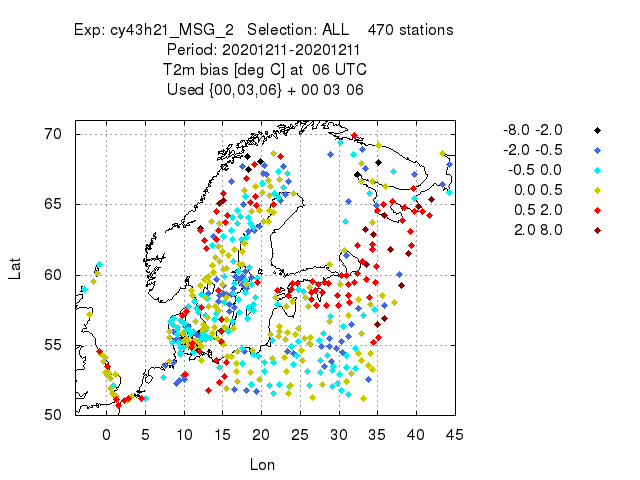 Exp: cy43h21_MSG_2 Selection: ALL 470 stations
Period: 20201211-20201211
T2m bias [deg C] at 06 UTC
Used {00,03,06} + 00 03 06
70
65
60
55
50
Lat
0 5 10 15 20 25 30 35 40 45
Lon
-8.0 -2.0
-2.0 -0.5
-0.5 0.0
0.0 0.5
0.5 2.0
2.0 8.0